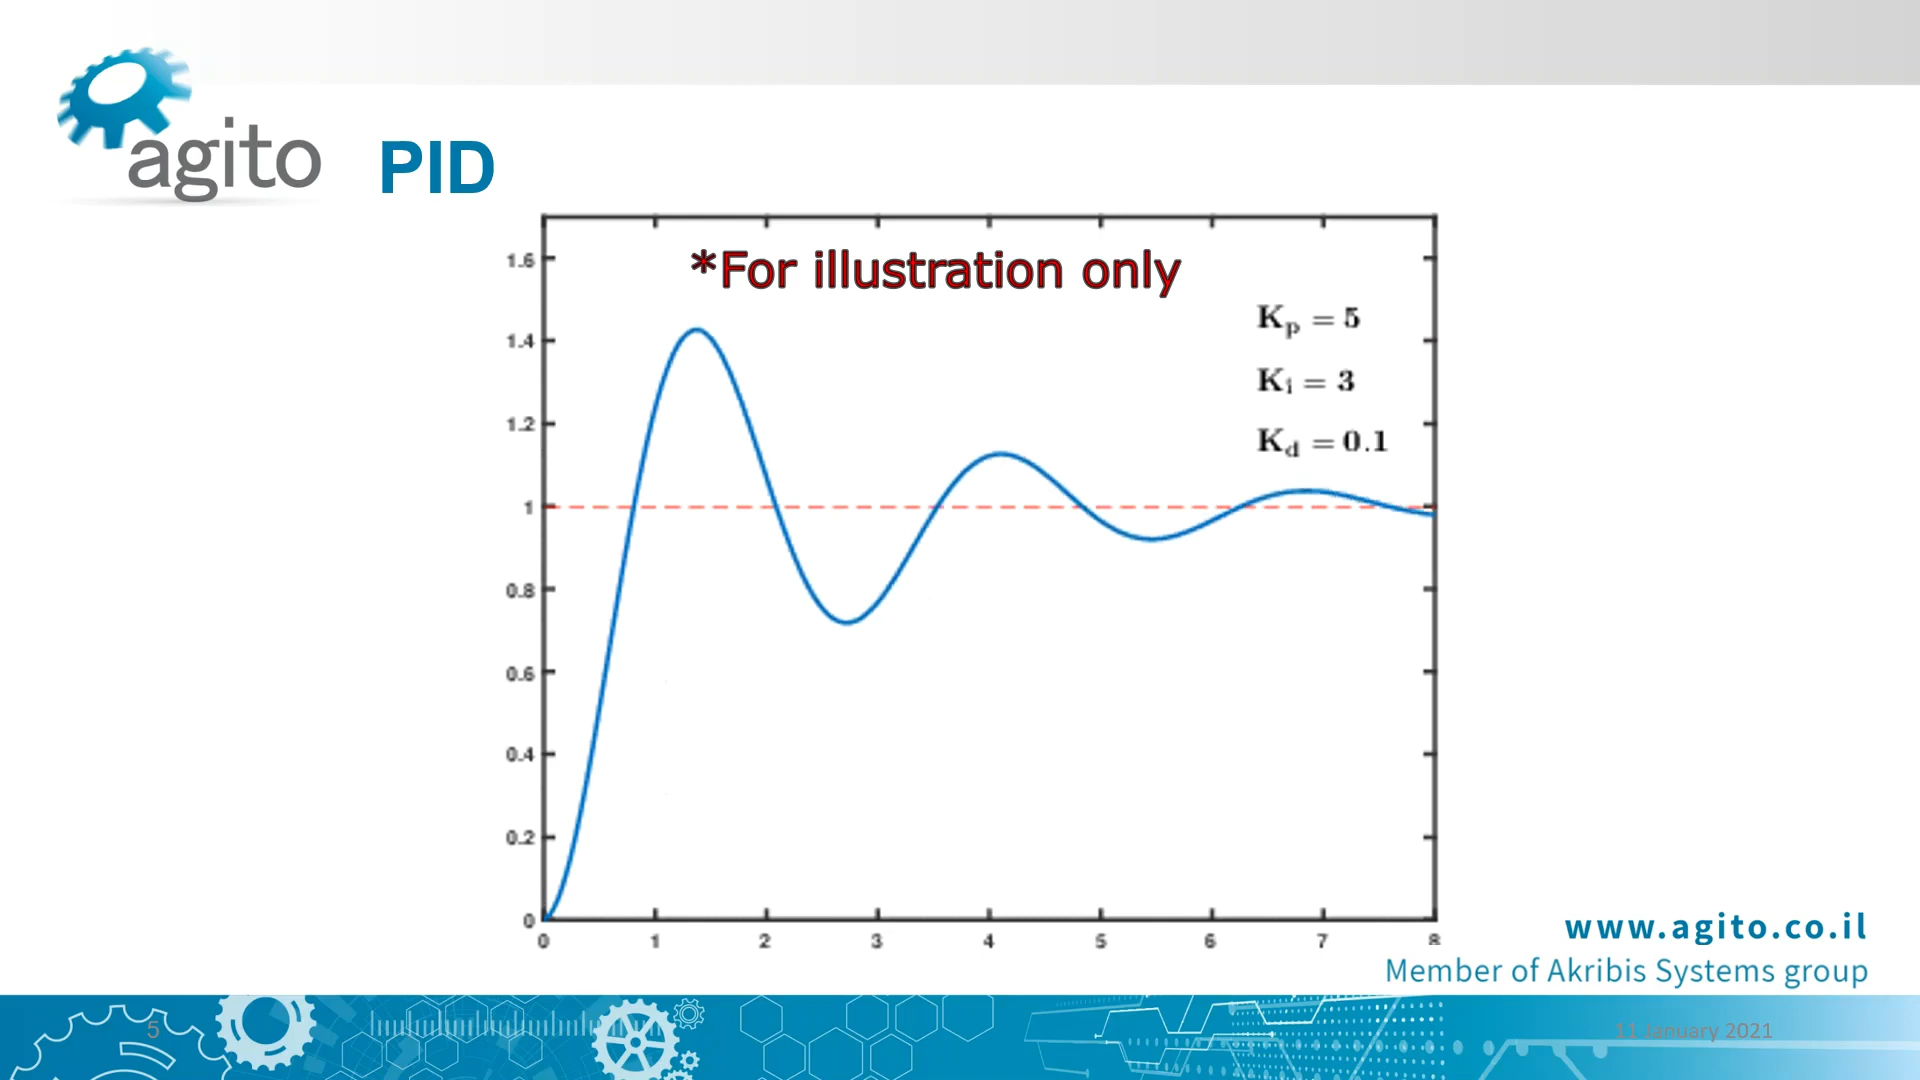 agito
PID
*For illustration only
K_p = 5
K_i = 3
K_d = 0.1
1.6
1.4
1.2
1
0.8
0.6
0.4
0.2
0
0 1 2 3 4 5 6 7 8
www.agito.co.il
Member of Akribis Systems group
5
11 January 2021